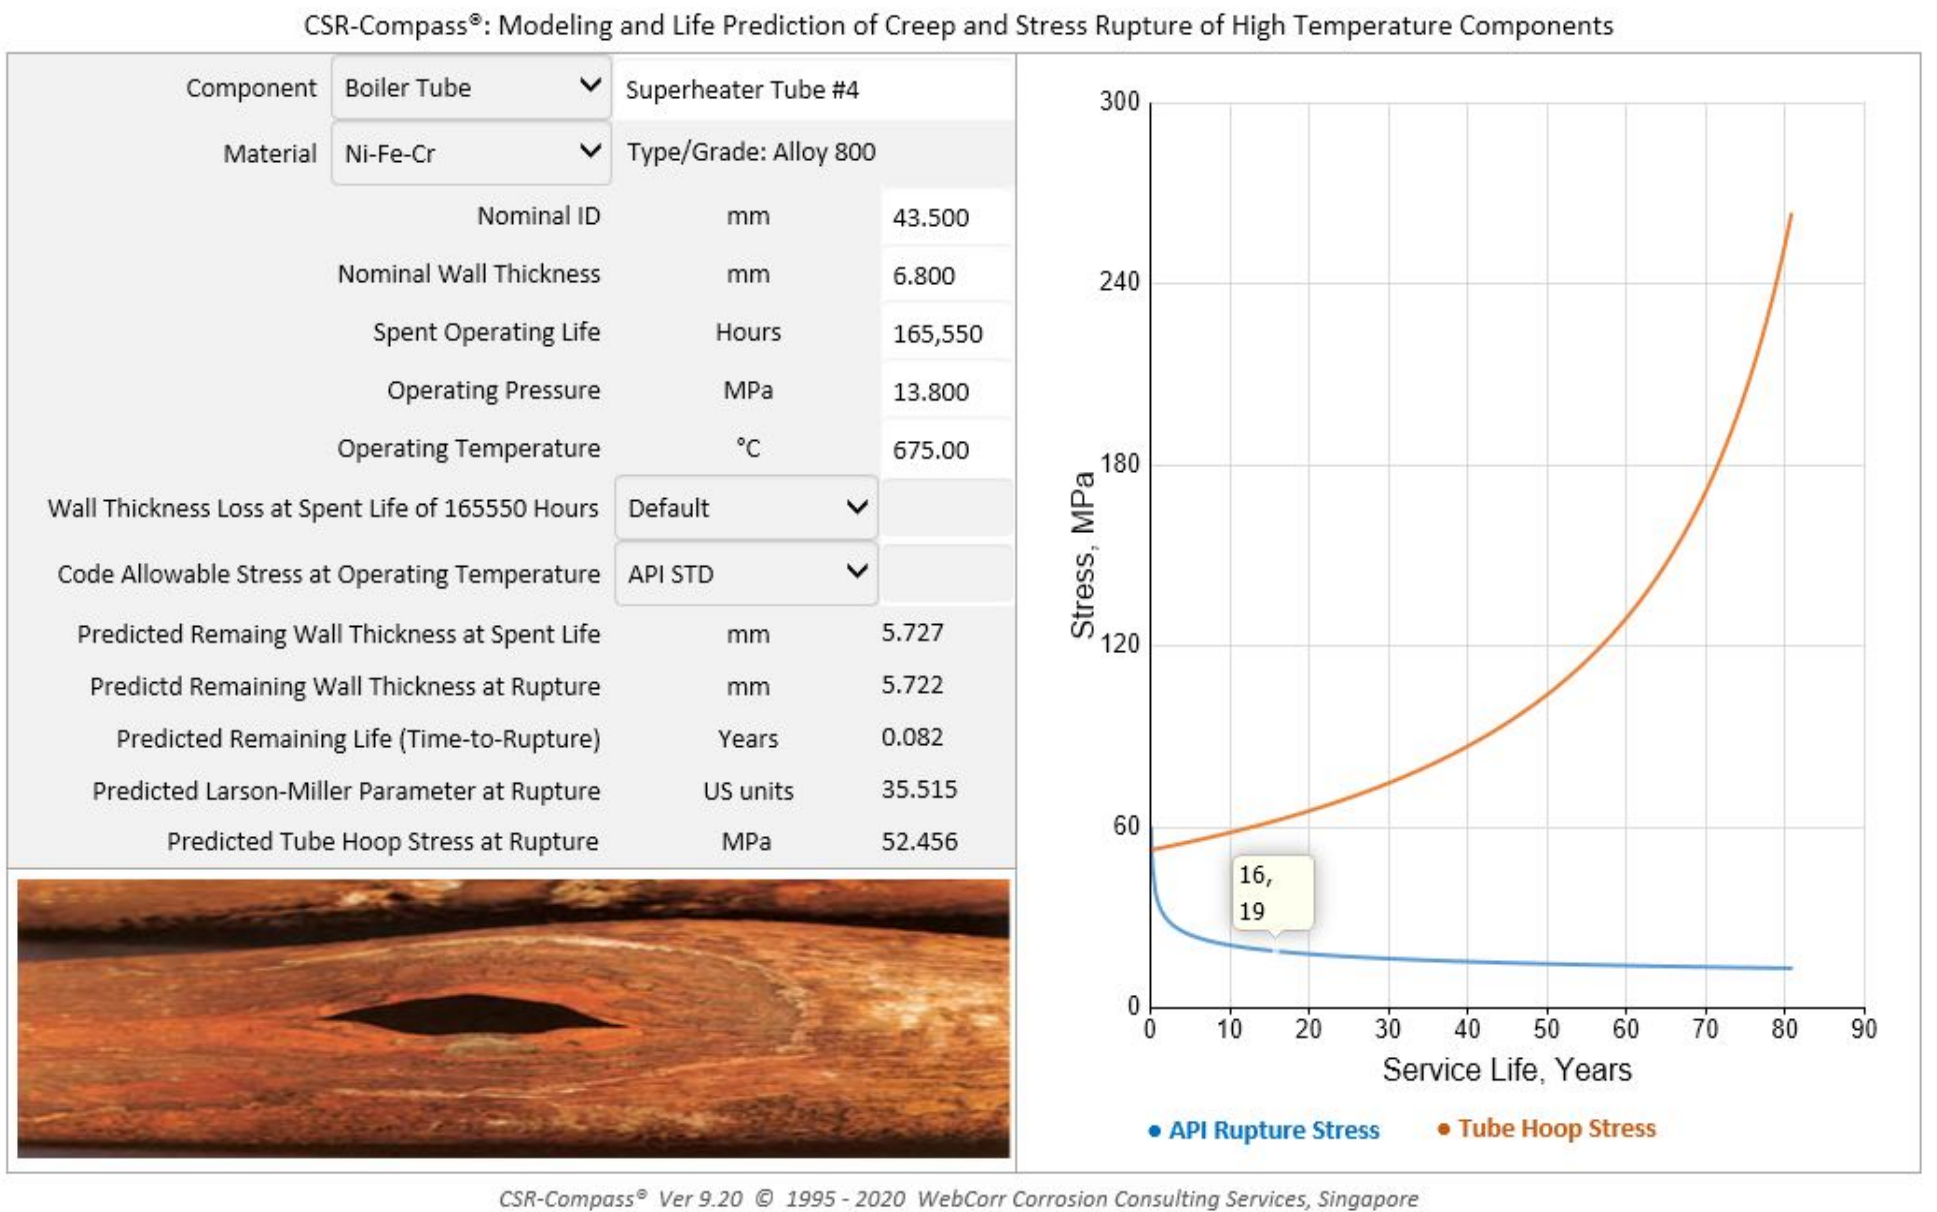 CSR-Compass®: Modeling and Life Prediction of Creep and Stress Rupture of High Temperature Components
Component Boiler Tube Superheater Tube #4
Material Ni-Fe-Cr Type/Grade: Alloy 800
Nominal ID mm 43.500
Nominal Wall Thickness mm 6.800
Spent Operating Life Hours 165,550
Operating Pressure MPa 13.800
Operating Temperature °C 675.00
Wall Thickness Loss at Spent Life of 165550 Hours Default
Code Allowable Stress at Operating Temperature API STD
Predicted Remaing Wall Thickness at Spent Life mm 5.727
Predictd Remaining Wall Thickness at Rupture mm 5.722
Predicted Remaining Life (Time-to-Rupture) Years 0.082
Predicted Larson-Miller Parameter at Rupture US units 35.515
Predicted Tube Hoop Stress at Rupture MPa 52.456
300
240
180
120
60
0
Stress, MPa
16,
19
0 10 20 30 40 50 60 70 80 90
Service Life, Years
API Rupture Stress Tube Hoop Stress
CSR-Compass® Ver 9.20 © 1995 - 2020 WebCorr Corrosion Consulting Services, Singapore